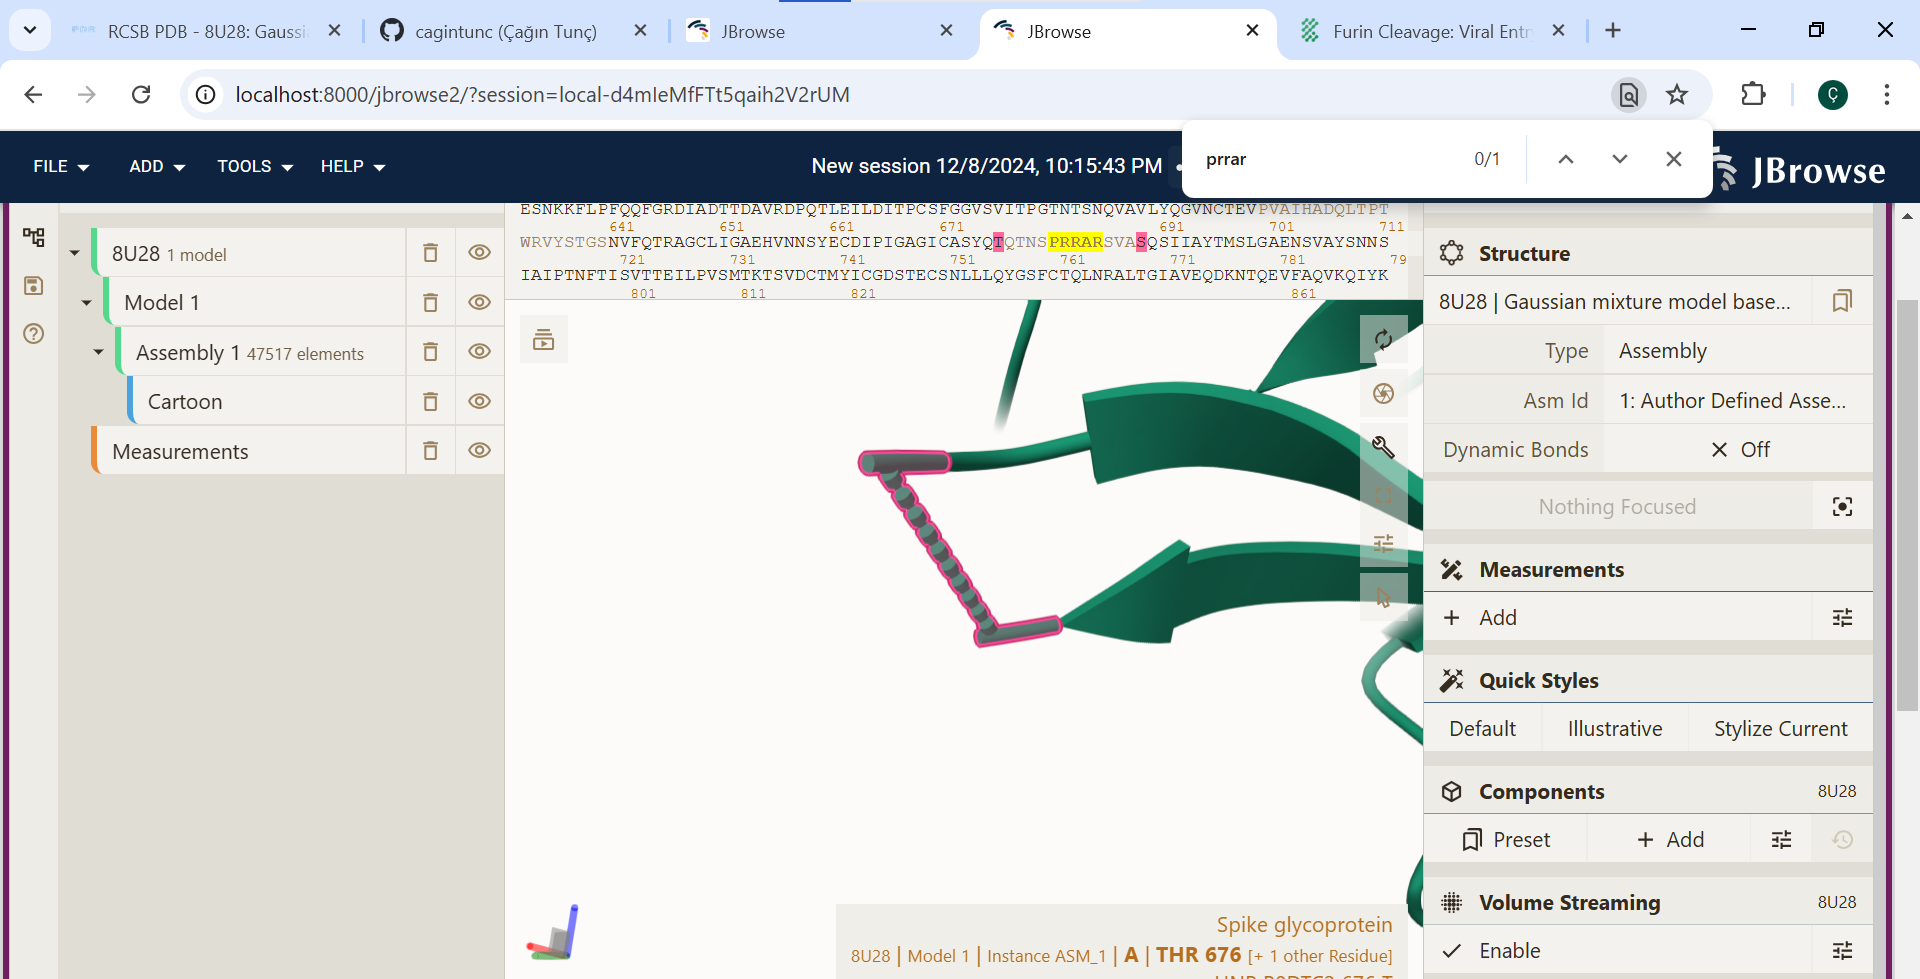 RCSB PDB - 8U28: Gaussi
cagintunc (Çağın Tunç)
JBrowse
JBrowse
Furin Cleavage: Viral Entr
localhost:8000/jbrowse2/?session=local-d4mIeMfFTt5qaih2V2rUM
Ç
prrar
0/1
FILE
ADD
TOOLS
HELP
New session 12/8/2024, 10:15:43 PM
JBrowse
8U28 1 model
Model 1
Assembly 1 47517 elements
Cartoon
Measurements
ESNKKFLPFQQFGRDIADTTDAVRDPQTLEILDITPCSFGGVSVITPGTNTSNQVAVLYQGVNCTEVPVAIHADQLTPT
641 651 661 671 691 701 711
WRVYSTGSNVFQTRAGCLIGAEHVNNSYECDIPIGAGICASYQTQTNSPRRARSVASQSIIAYTMSLGAENSVAYSNNS
721 731 741 751 761 771 781 79
IAIPTNFTISVTTEILPVSMTKTSVDCTMYICGDSTECSNLLLQYGSFCTQLNRALTGIAVEQDKNTQEVFAQVKQIYK
801 811 821 861
Spike glycoprotein
8U28 | Model 1 | Instance ASM_1 | A | THR 676 [+ 1 other Residue]
Structure
8U28 | Gaussian mixture model base...
Type Assembly
Asm Id 1: Author Defined Asse...
Dynamic Bonds Off
Nothing Focused
Measurements
Add
Quick Styles
Default Illustrative Stylize Current
Components 8U28
Preset Add
Volume Streaming 8U28
Enable